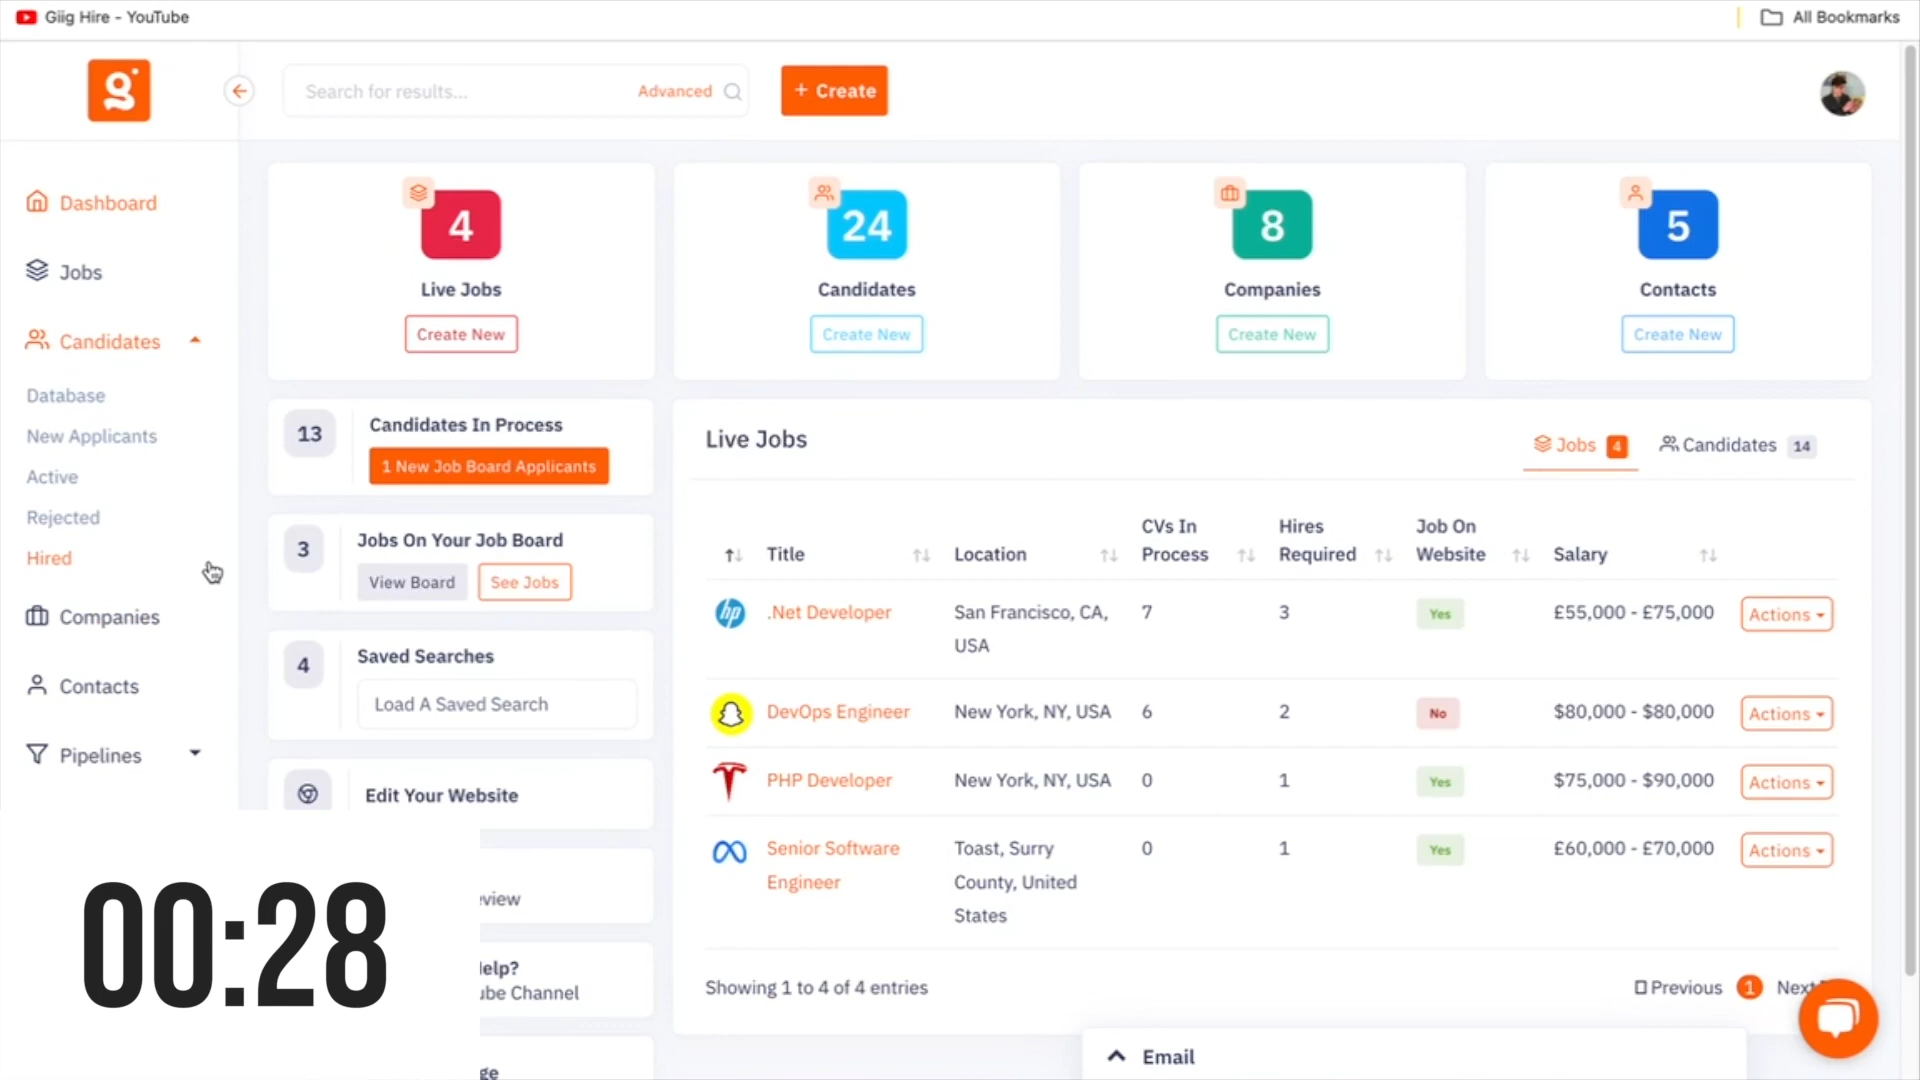 Giig Hire - YouTube
All Bookmarks
g
Search for results...
Advanced
+ Create
Dashboard
Jobs
Candidates
Database
New Applicants
Active
Rejected
Hired
Companies
Contacts
Pipelines
4
Live Jobs
Create New
24
Candidates
Create New
8
Companies
Create New
5
Contacts
Create New
13
Candidates In Process
1 New Job Board Applicants
3
Jobs On Your Job Board
View Board
See Jobs
4
Saved Searches
Load A Saved Search
Edit Your Website
Live Jobs
Jobs 4
Candidates 14
Title
Location
CVs In
Process
Hires
Required
Job On
Website
Salary
hp
.Net Developer
San Francisco, CA,
USA
7
3
Yes
£55,000 - £75,000
Actions
DevOps Engineer
New York, NY, USA
6
2
No
$80,000 - $80,000
Actions
PHP Developer
New York, NY, USA
0
1
Yes
$75,000 - $90,000
Actions
Senior Software
Engineer
Toast, Surry
County, United
States
0
1
Yes
£60,000 - £70,000
Actions
Showing 1 to 4 of 4 entries
Previous
1
Next
Email
00:28